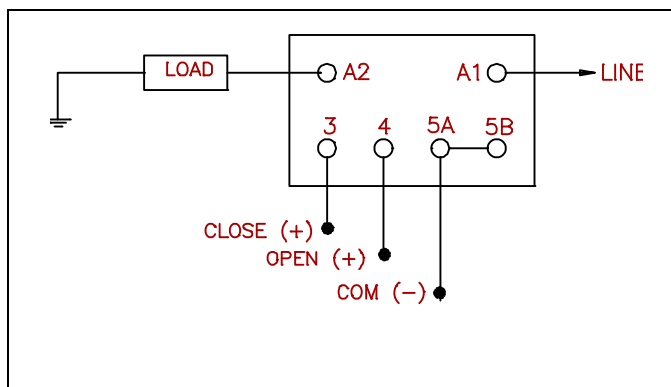 LOAD
A2
A1
LINE
3
4
5A
5B
CLOSE (+)
OPEN (+)
COM (-)